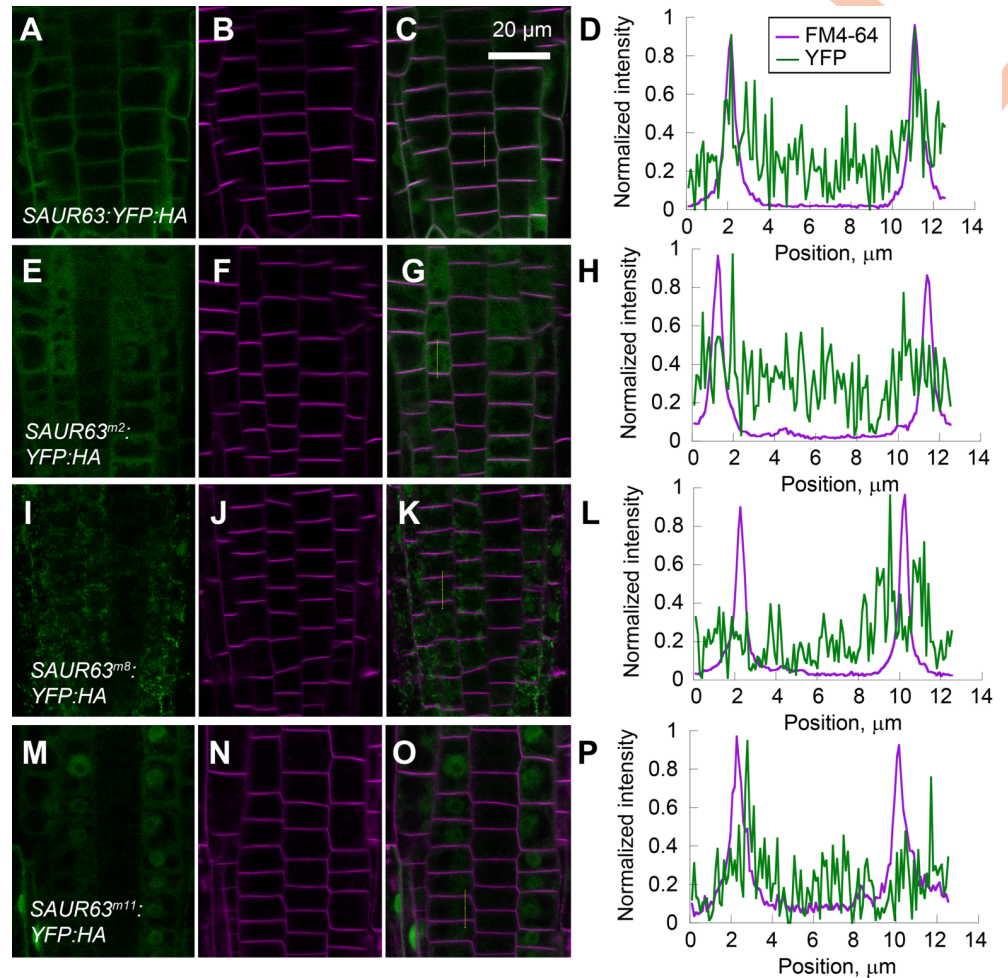 A
B
C
20 μm
SAUR63:YFP:HA
D
FM4-64
YFP
Normalized intensity
1
0.8
0.6
0.4
0.2
0
0 2 4 6 8 10 12 14
Position, μm
E
F
G
SAUR63m2:
YFP:HA
H
Normalized intensity
1
0.8
0.6
0.4
0.2
0
0 2 4 6 8 10 12 14
Position, μm
I
J
K
SAUR63m8:
YFP:HA
L
Normalized intensity
1
0.8
0.6
0.4
0.2
0
0 2 4 6 8 10 12 14
Position, μm
M
N
O
SAUR63m11:
YFP:HA
P
Normalized intensity
1
0.8
0.6
0.4
0.2
0
0 2 4 6 8 10 12 14
Position, μm